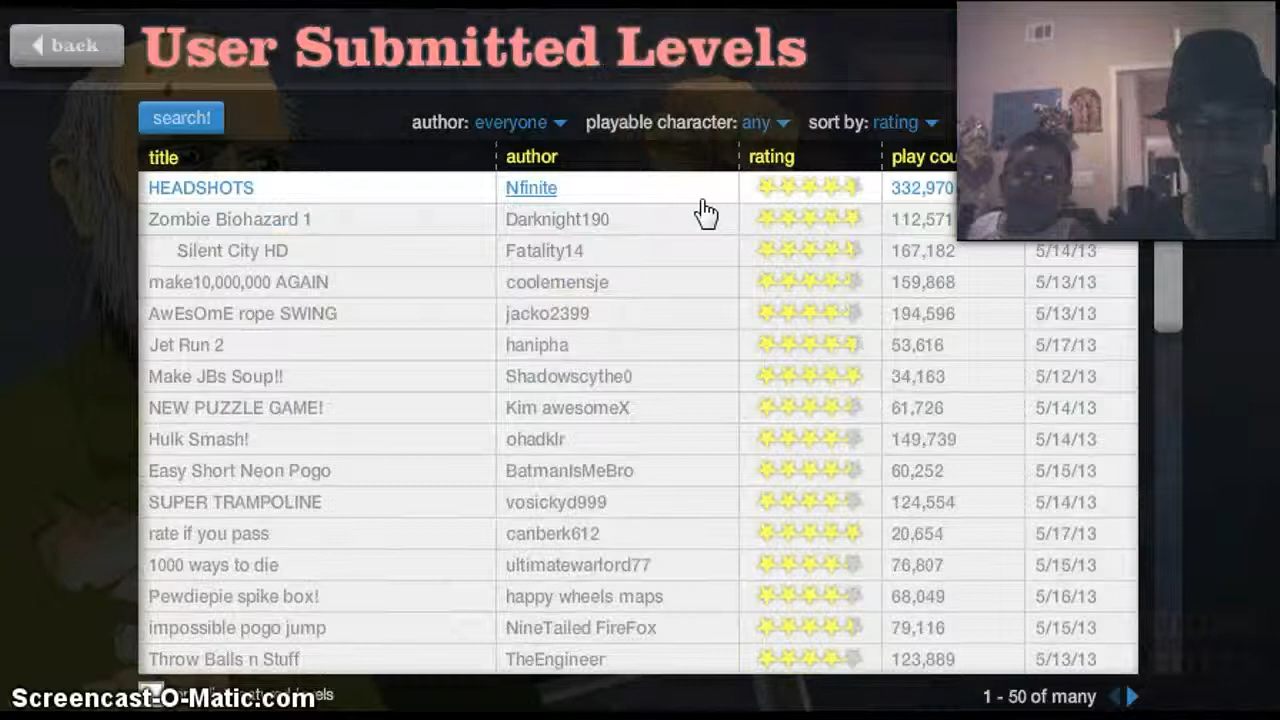 back
User Submitted Levels
search!
author: everyone playable character: any sort by: rating
title author rating play cou
HEADSHOTS Nfinite 332,970
Zombie Biohazard 1 Darknight190 112,571
Silent City HD Fatality14 167,182 5/14/13
make10,000,000 AGAIN coolemensje 159,868 5/13/13
AwEsOmE rope SWING jacko2399 194,596 5/13/13
Jet Run 2 hanipha 53,616 5/17/13
Make JBs Soup!! Shadowscythe0 34,163 5/12/13
NEW PUZZLE GAME! Kim awesomeX 61,726 5/14/13
Hulk Smash! ohadklr 149,739 5/14/13
Easy Short Neon Pogo BatmanIsMeBro 60,252 5/15/13
SUPER TRAMPOLINE vosickyd999 124,554 5/14/13
rate if you pass canberk612 20,654 5/17/13
1000 ways to die ultimatewarlord77 76,807 5/15/13
Pewdiepie spike box! happy wheels maps 68,049 5/16/13
impossible pogo jump NineTailed FireFox 79,116 5/15/13
Throw Balls n Stuff TheEngineer 123,889 5/13/13
Screencast-O-Matic.com 1 - 50 of many